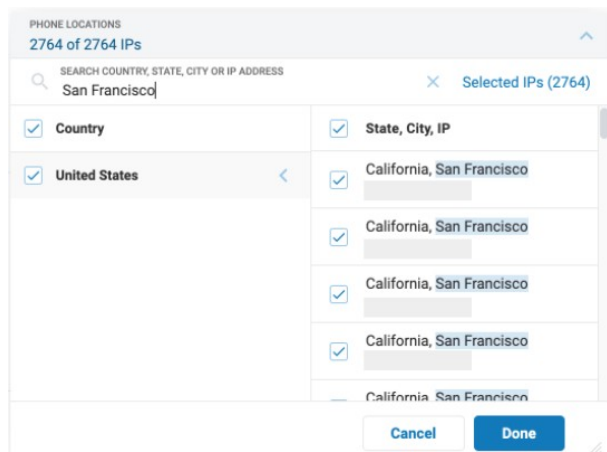 PHONE LOCATIONS
2764 of 2764 IPs
SEARCH COUNTRY, STATE, CITY OR IP ADDRESS
San Francisco
Selected IPs (2764)
Country
State, City, IP
United States
California, San Francisco
California, San Francisco
California, San Francisco
California, San Francisco
California, San Francisco
Cancel
Done